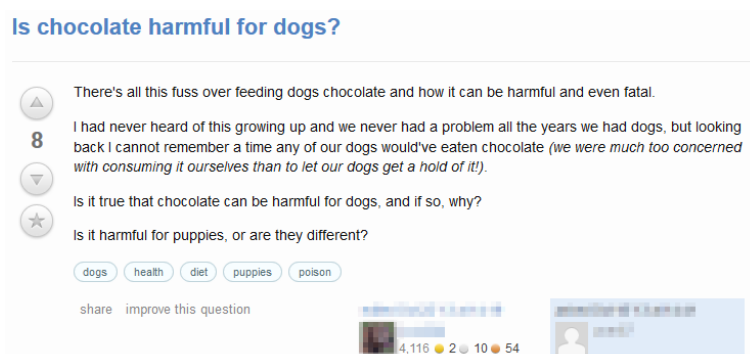 Is chocolate harmful for dogs?
There's all this fuss over feeding dogs chocolate and how it can be harmful and even fatal.
8
I had never heard of this growing up and we never had a problem all the years we had dogs, but looking
back I cannot remember a time any of our dogs would've eaten chocolate (we were much too concerned
with consuming it ourselves than to let our dogs get a hold of it!).
Is it true that chocolate can be harmful for dogs, and if so, why?
Is it harmful for puppies, or are they different?
dogs health diet puppies poison
share improve this question
4,116 2 10 54